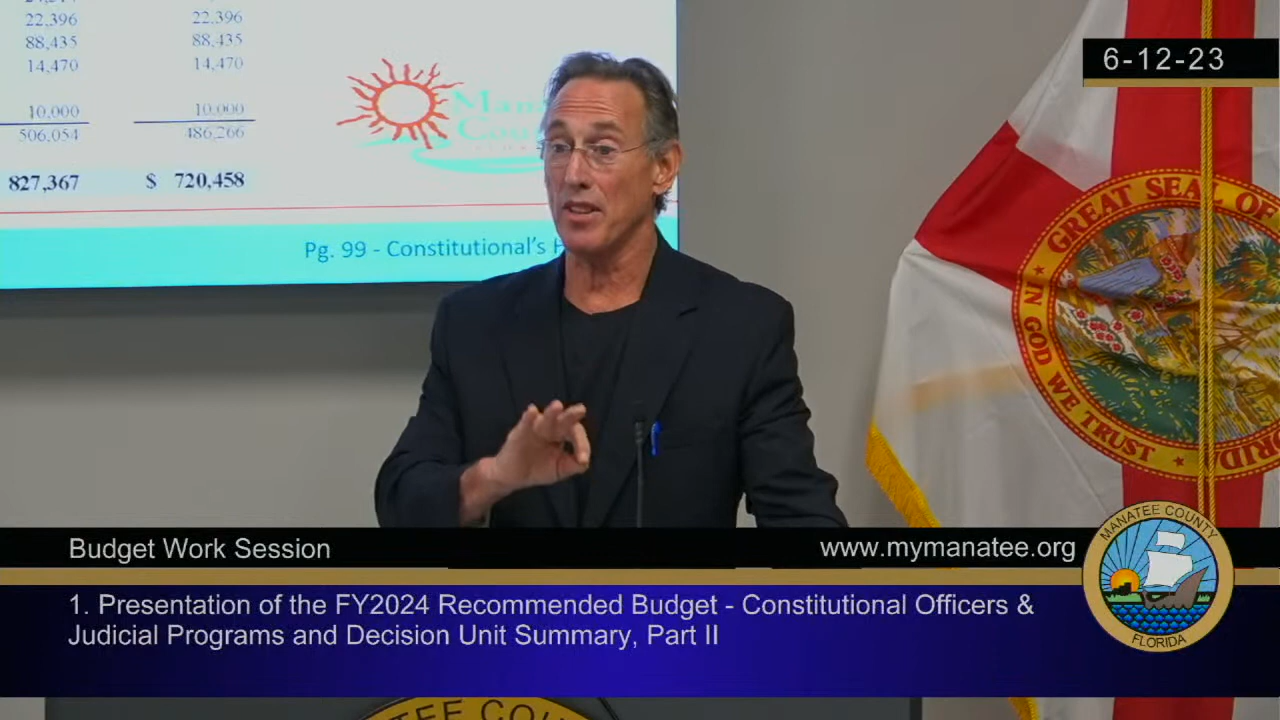 22,396 22,396
88,435 88,435
14,470 14,470
10,000 10,000
506,054 486,266
827,367 $ 720,458
Pg. 99 - Constitutional's
6-12-23
GREAT SEAL OF
IN GOD WE TRUST
Budget Work Session
www.mymanatee.org
1. Presentation of the FY2024 Recommended Budget - Constitutional Officers &
Judicial Programs and Decision Unit Summary, Part II
MANATEE COUNTY
FLORIDA